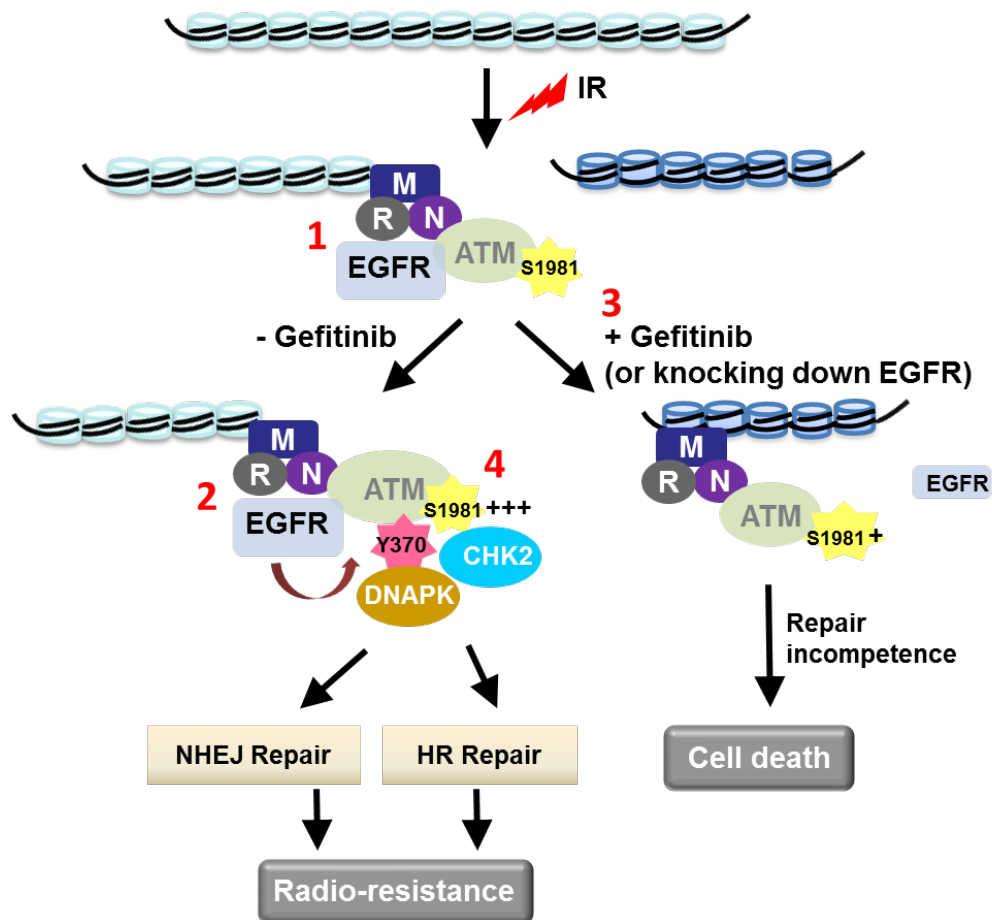 IR
M
R
N
1
EGFR
ATM
S1981
- Gefitinib
3
+ Gefitinib
(or knocking down EGFR)
M
R
N
2
EGFR
ATM
4
S1981+++
Y370
CHK2
DNAPK
M
R
N
EGFR
ATM
S1981+
Repair
incompetence
NHEJ Repair
HR Repair
Cell death
Radio-resistance